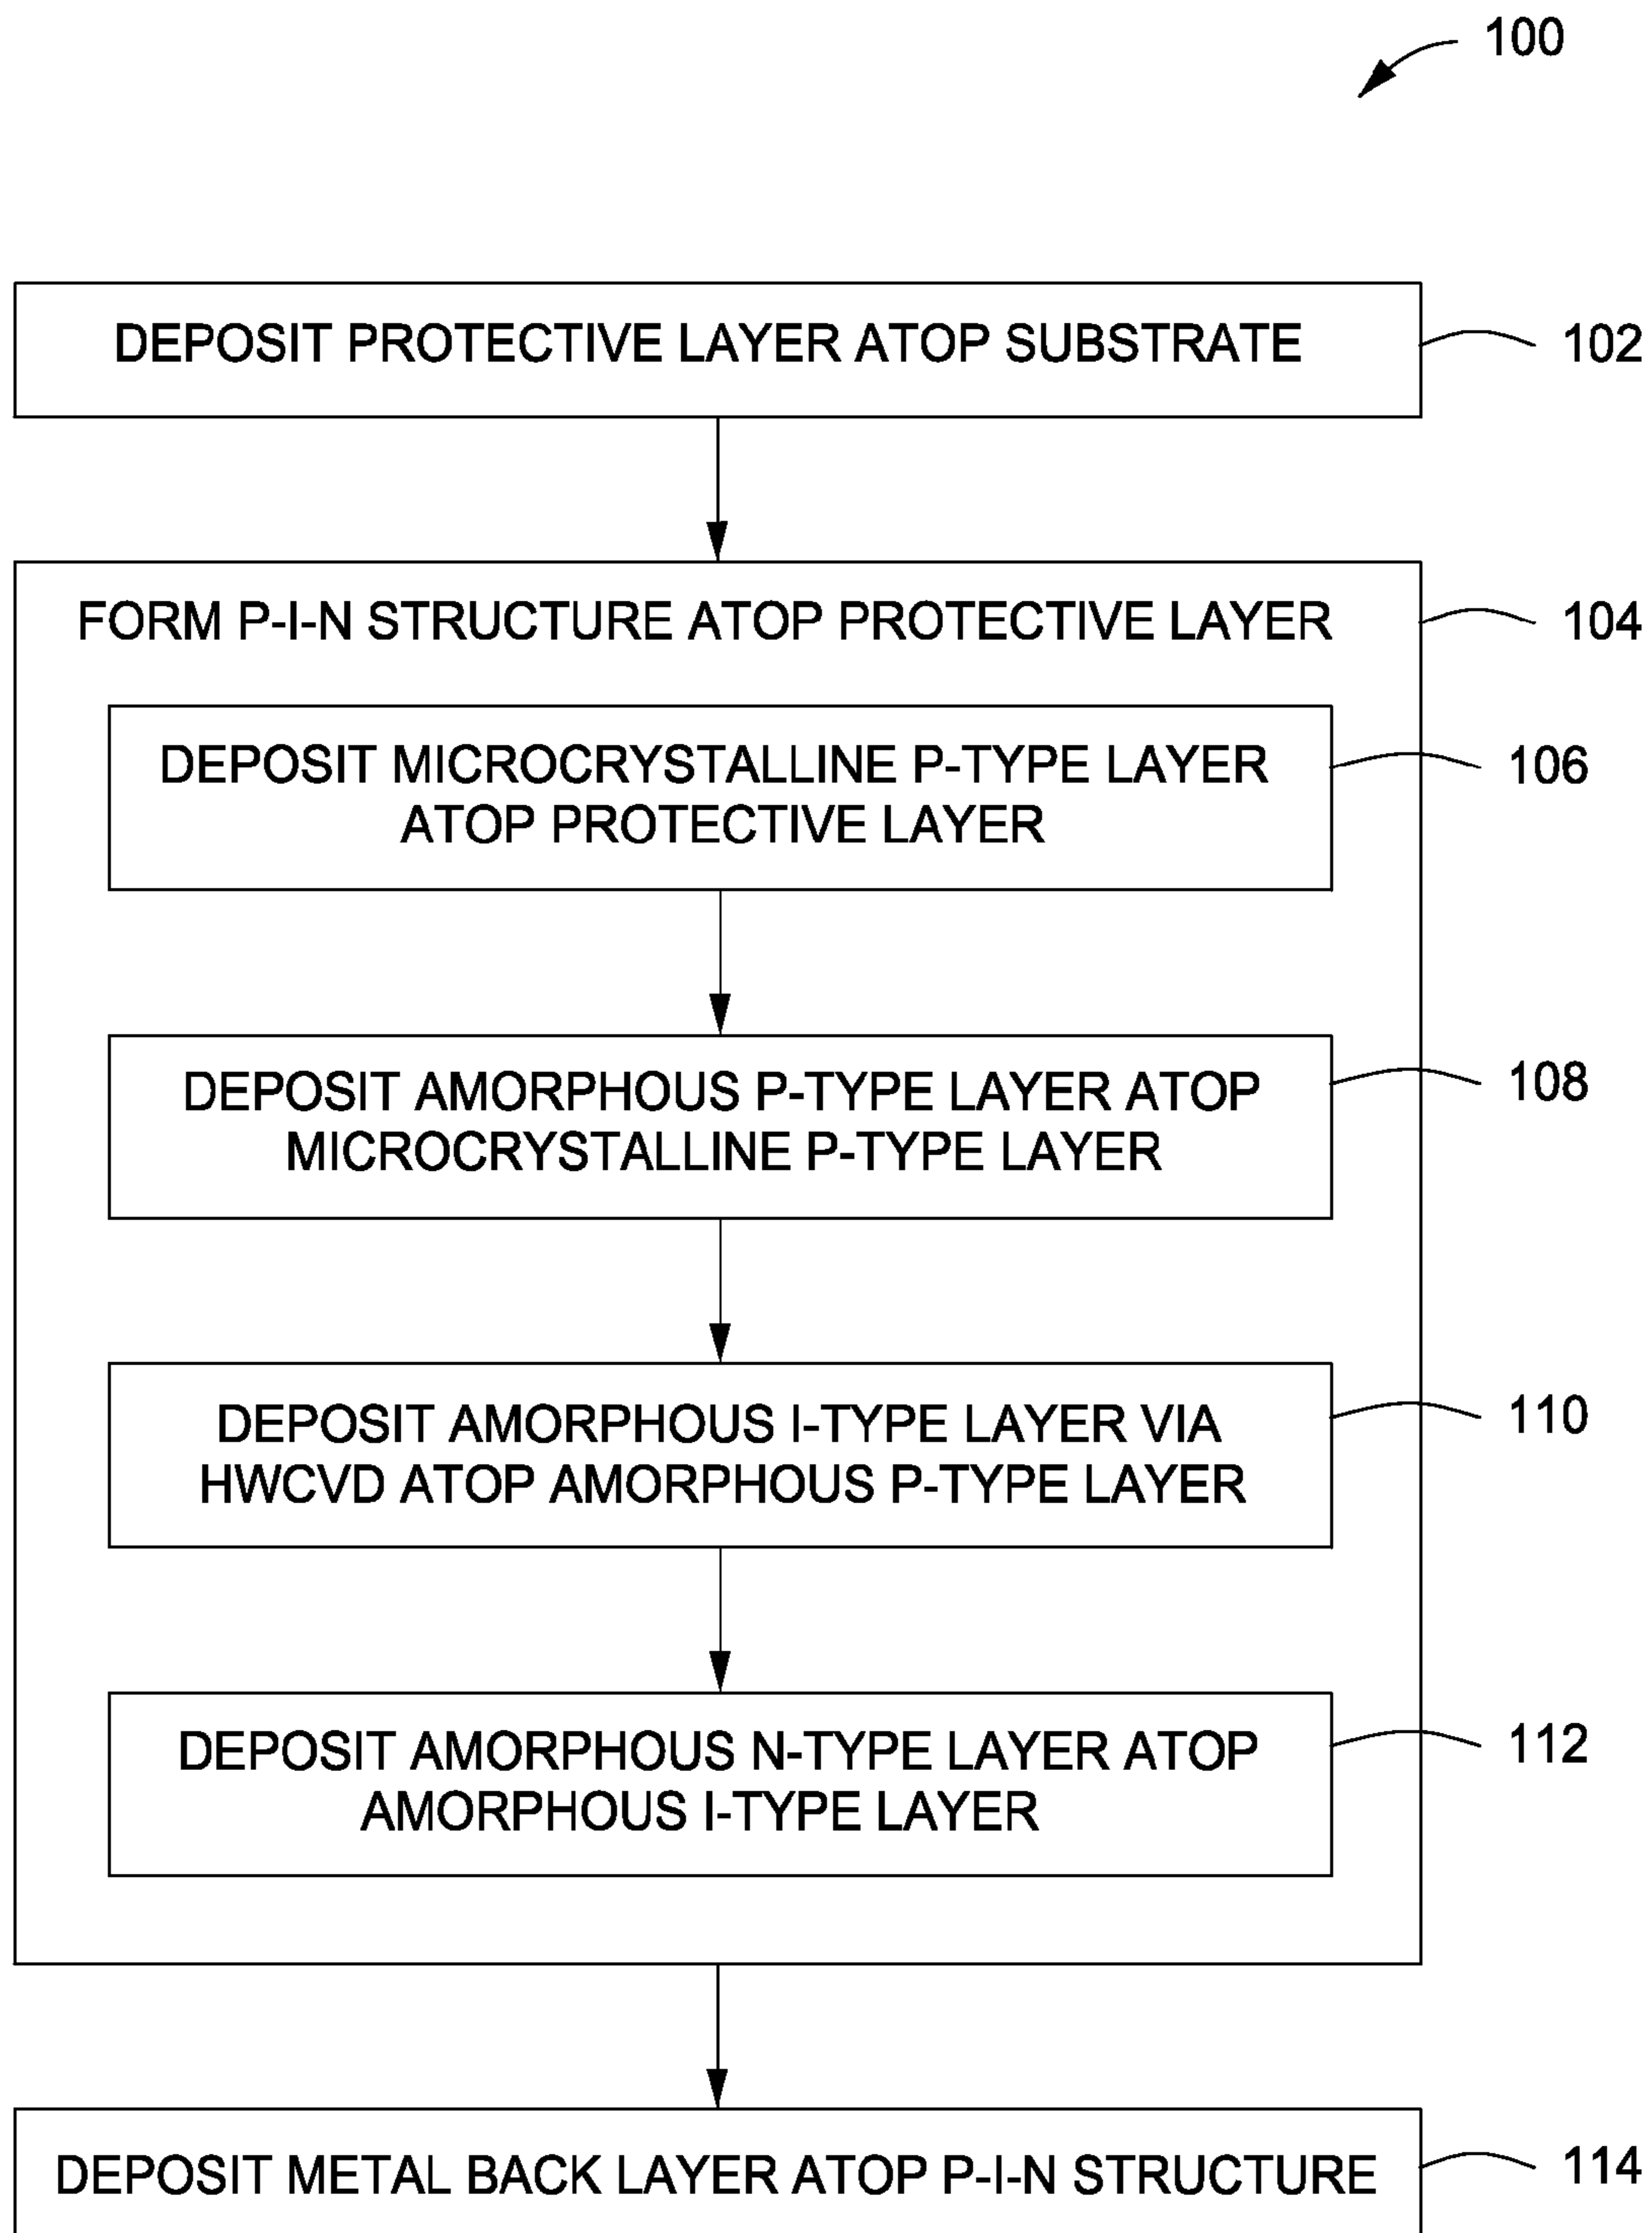 100
DEPOSIT PROTECTIVE LAYER ATOP SUBSTRATE
102
FORM P-I-N STRUCTURE ATOP PROTECTIVE LAYER
104
DEPOSIT MICROCRYSTALLINE P-TYPE LAYER
ATOP PROTECTIVE LAYER
106
DEPOSIT AMORPHOUS P-TYPE LAYER ATOP
MICROCRYSTALLINE P-TYPE LAYER
108
DEPOSIT AMORPHOUS I-TYPE LAYER VIA
HWCVD ATOP AMORPHOUS P-TYPE LAYER
110
DEPOSIT AMORPHOUS N-TYPE LAYER ATOP
AMORPHOUS I-TYPE LAYER
112
DEPOSIT METAL BACK LAYER ATOP P-I-N STRUCTURE
114